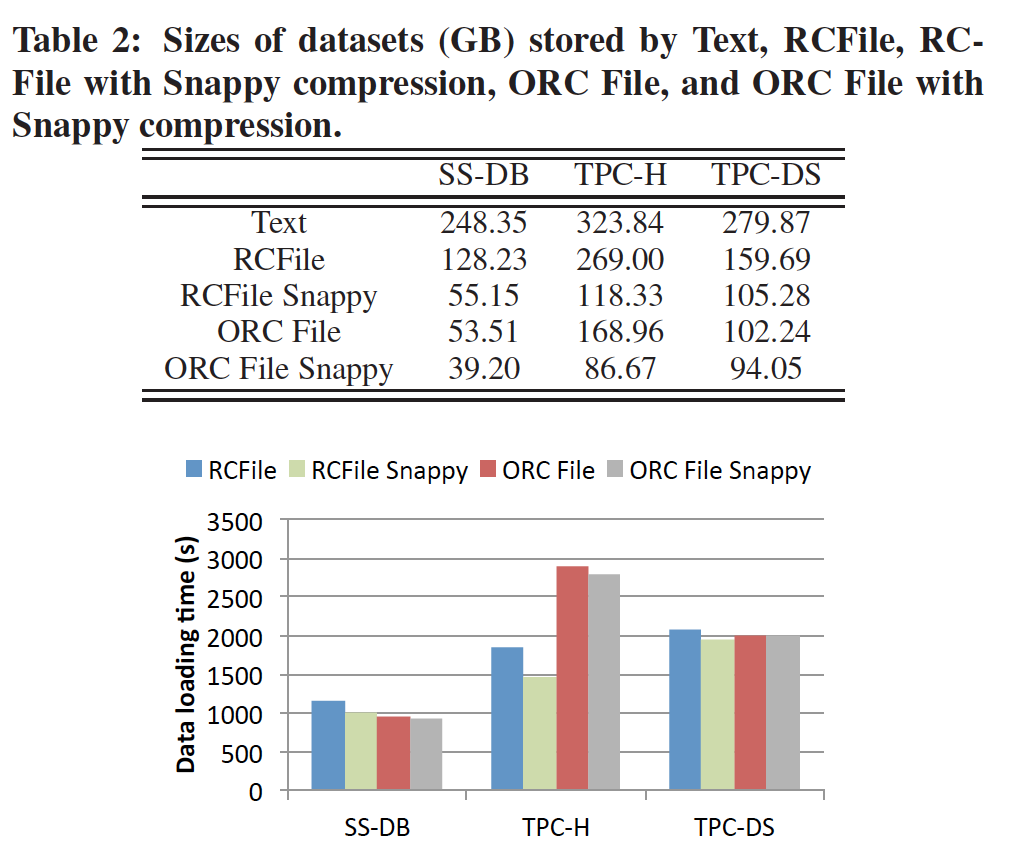 Table 2: Sizes of datasets (GB) stored by Text, RCFile, RC-
File with Snappy compression, ORC File, and ORC File with
Snappy compression.
SS-DB TPC-H TPC-DS
Text 248.35 323.84 279.87
RCFile 128.23 269.00 159.69
RCFile Snappy 55.15 118.33 105.28
ORC File 53.51 168.96 102.24
ORC File Snappy 39.20 86.67 94.05
RCFile RCFile Snappy ORC File ORC File Snappy
Data loading time (s)
3500
3000
2500
2000
1500
1000
500
0
SS-DB TPC-H TPC-DS